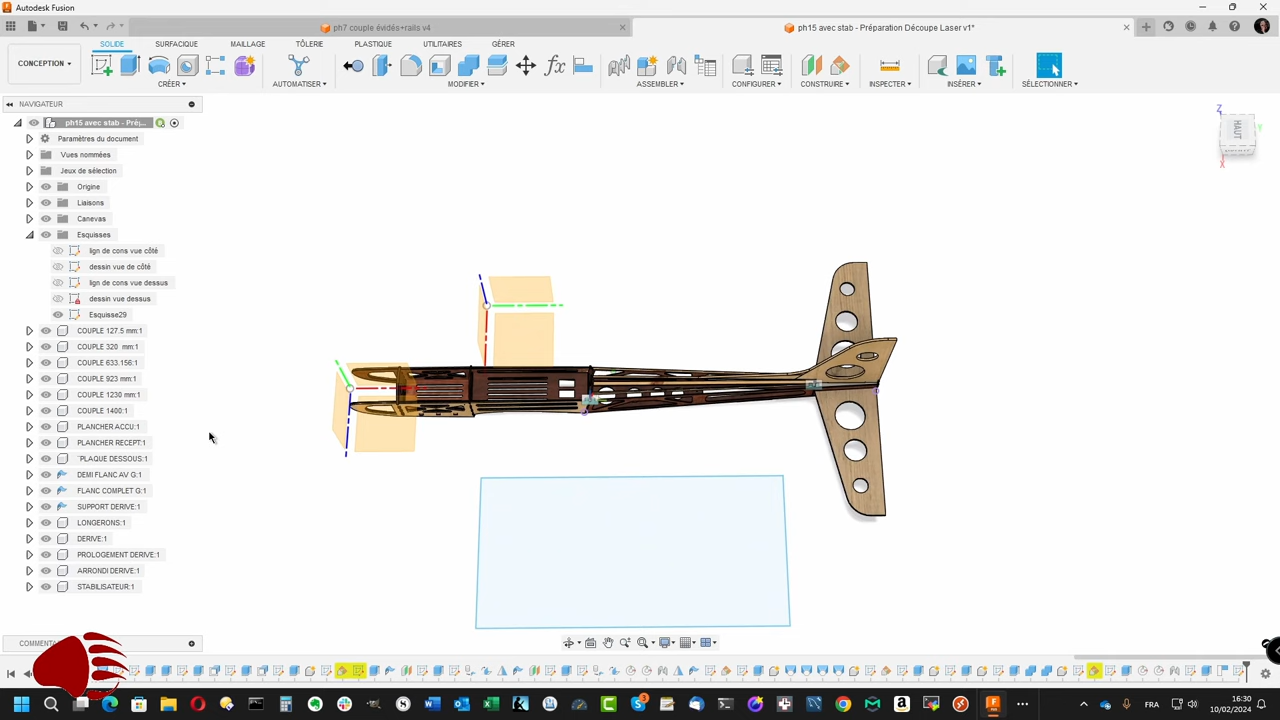 Autodesk Fusion
ph7 couple évidés+rails v4
ph15 avec stab - Préparation Découpe Laser v1*
SOLIDE
SURFACIQUE
MAILLAGE
TÔLERIE
PLASTIQUE
UTILITAIRES
GÉRER
CONCEPTION
CRÉER
AUTOMATISER
MODIFIER
ASSEMBLER
CONFIGURER
CONSTRUIRE
INSPECTER
INSÉRER
SÉLECTIONNER
NAVIGATEUR
ph15 avec stab - Prép...
Paramètres du document
Vues nommées
Jeux de sélection
Origine
Liaisons
Canevas
Esquisses
lign de cons vue côté
dessin vue de côté
lign de cons vue dessus
dessin vue dessus
Esquisse29
COUPLE 127.5 mm:1
COUPLE 320 mm:1
COUPLE 633.156:1
COUPLE 923 mm:1
COUPLE 1230 mm:1
COUPLE 1400:1
PLANCHER ACCU:1
PLANCHER RECEPT:1
¨PLAQUE DESSOUS:1
DEMI FLANC AV G:1
FLANC COMPLET G:1
SUPPORT DERIVE:1
LONGERONS:1
DERIVE:1
PROLOGEMENT DERIVE:1
ARRONDI DERIVE:1
STABILISATEUR:1
Z
HAUT
Y
X
COMMENTA
FRA
16:30
10/02/2024